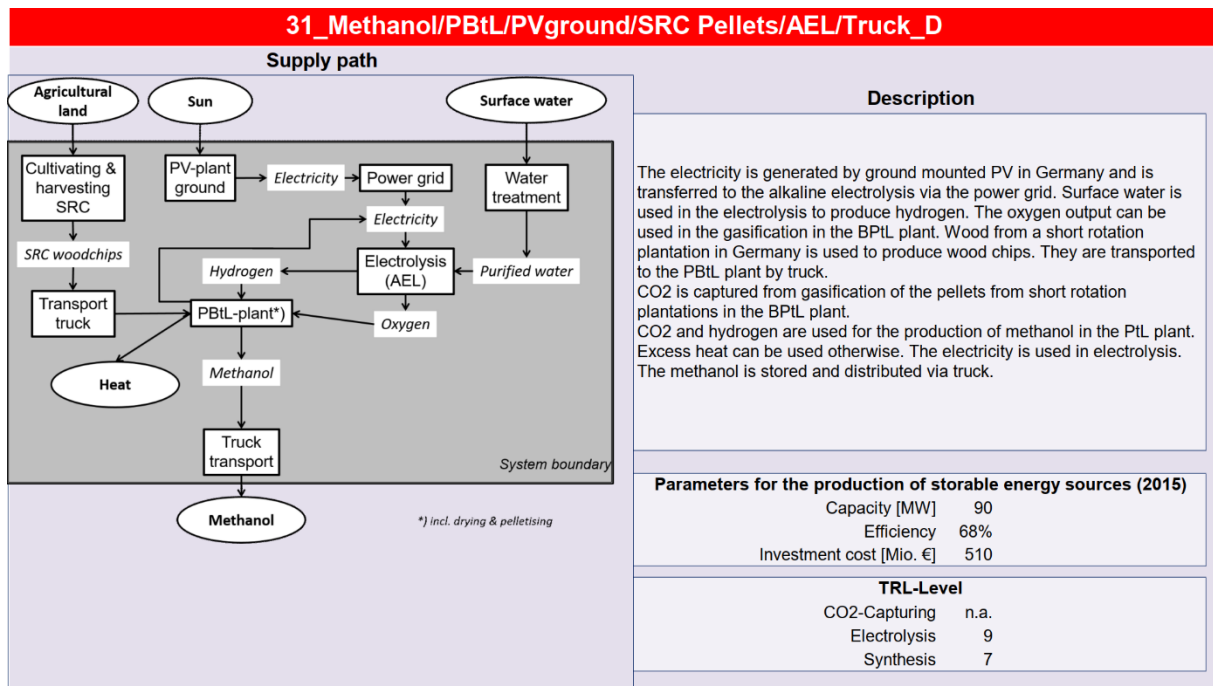 31_Methanol/PBtL/PVground/SRC Pellets/AEL/Truck_D
Supply path
Agricultural
land
Sun
Surface water
Cultivating &
harvesting
SRC
PV-plant
ground
Electricity
Power grid
Water
treatment
Electricity
SRC woodchips
Hydrogen
Electrolysis
(AEL)
Purified water
Transport
truck
PBtL-plant*)
Oxygen
Heat
Methanol
Truck
transport
System boundary
Methanol
*) incl. drying & pelletising
Description
The electricity is generated by ground mounted PV in Germany and is
transferred to the alkaline electrolysis via the power grid. Surface water is
used in the electrolysis to produce hydrogen. The oxygen output can be
used in the gasification in the BPtL plant. Wood from a short rotation
plantation in Germany is used to produce wood chips. They are transported
to the PBtL plant by truck.
CO2 is captured from gasification of the pellets from short rotation
plantations in the BPtL plant.
CO2 and hydrogen are used for the production of methanol in the PtL plant.
Excess heat can be used otherwise. The electricity is used in electrolysis.
The methanol is stored and distributed via truck.
Parameters for the production of storable energy sources (2015)
Capacity [MW] 90
Efficiency 68%
Investment cost [Mio. €] 510
TRL-Level
CO2-Capturing n.a.
Electrolysis 9
Synthesis 7